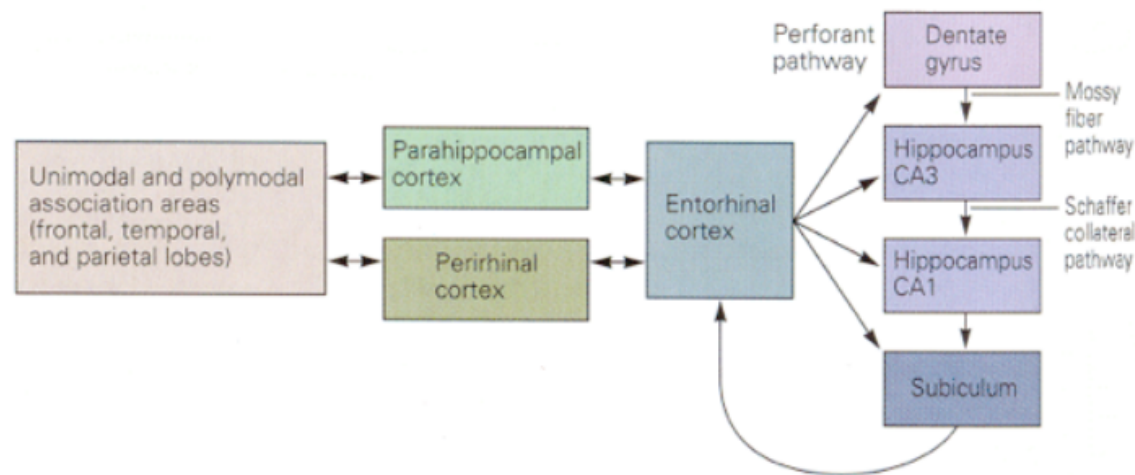 Perforant
pathway
Dentate
gyrus
Mossy
fiber
pathway
Unimodal and polymodal
association areas
(frontal, temporal,
and parietal lobes)
Parahippocampal
cortex
Perirhinal
cortex
Entorhinal
cortex
Hippocampus
CA3
Schaffer
collateral
pathway
Hippocampus
CA1
Subiculum